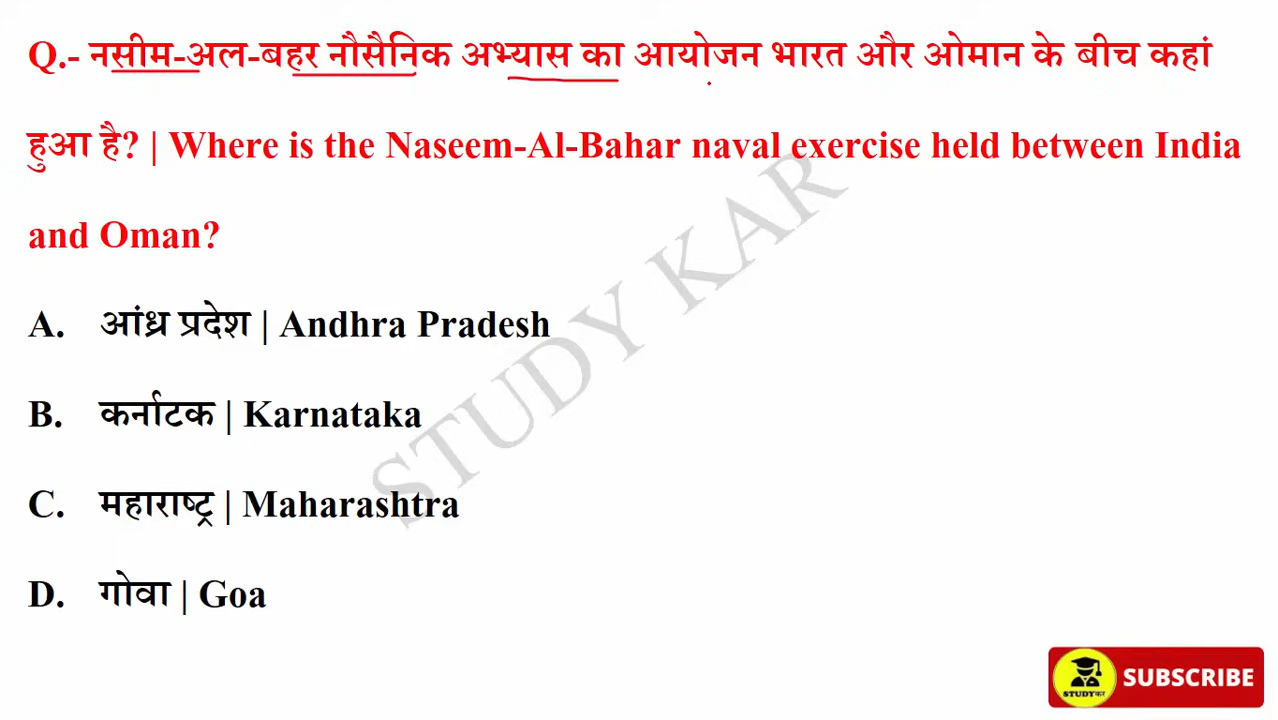 Q.- नसीम-अल-बहर नौसैनिक अभ्यास का आयोजन भारत और ओमान के बीच कहां
हुआ है? | Where is the Naseem-Al-Bahar naval exercise held between India
and Oman?
A. आंध्र प्रदेश | Andhra Pradesh
B. कर्नाटक | Karnataka
C. महाराष्ट्र | Maharashtra
D. गोवा | Goa
STUDY KAR
STUDYकर
SUBSCRIBE